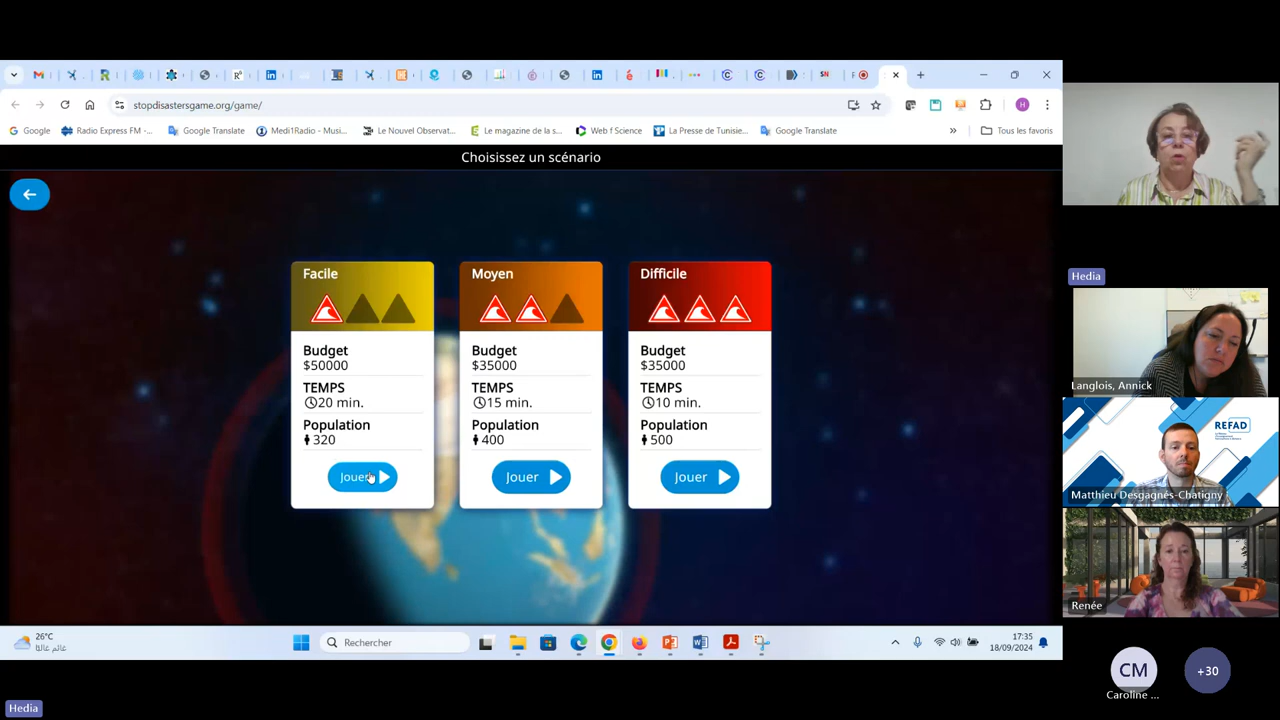 stopdisastersgame.org/game/
H
Google
Radio Express FM -...
Google Translate
Medi1Radio - Musi...
Le Nouvel Observat...
Le magazine de la s...
Web f Science
La Presse de Tunisie...
Google Translate
»
Tous les favoris
Choisissez un scénario
Facile
Budget
$50000
TEMPS
20 min.
Population
320
Jouer
Moyen
Budget
$35000
TEMPS
15 min.
Population
400
Jouer
Difficile
Budget
$35000
TEMPS
10 min.
Population
500
Jouer
Hedia
Langlois, Annick
REFAD
Matthieu Desgagnés-Chatigny
Renée
CM
Caroline ...
+30
26°C
غائم غالبًا
Rechercher
17:35
18/09/2024
Hedia